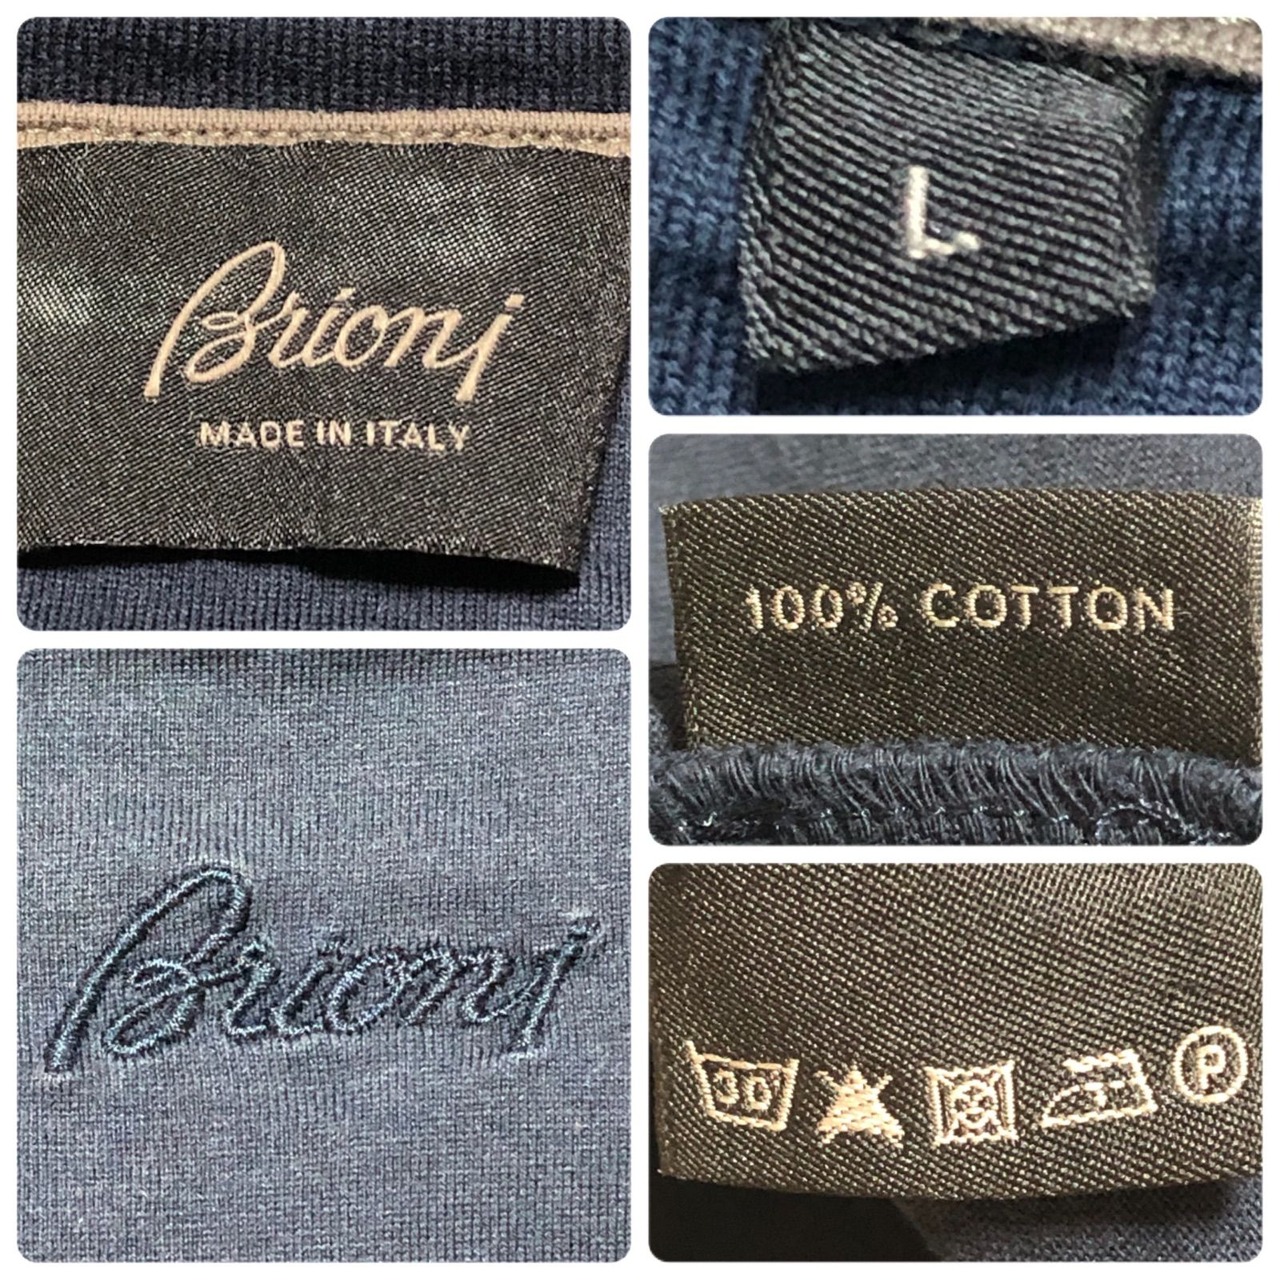 Brioni
MADE IN ITALY
L
100% COTTON
Brioni
30
P